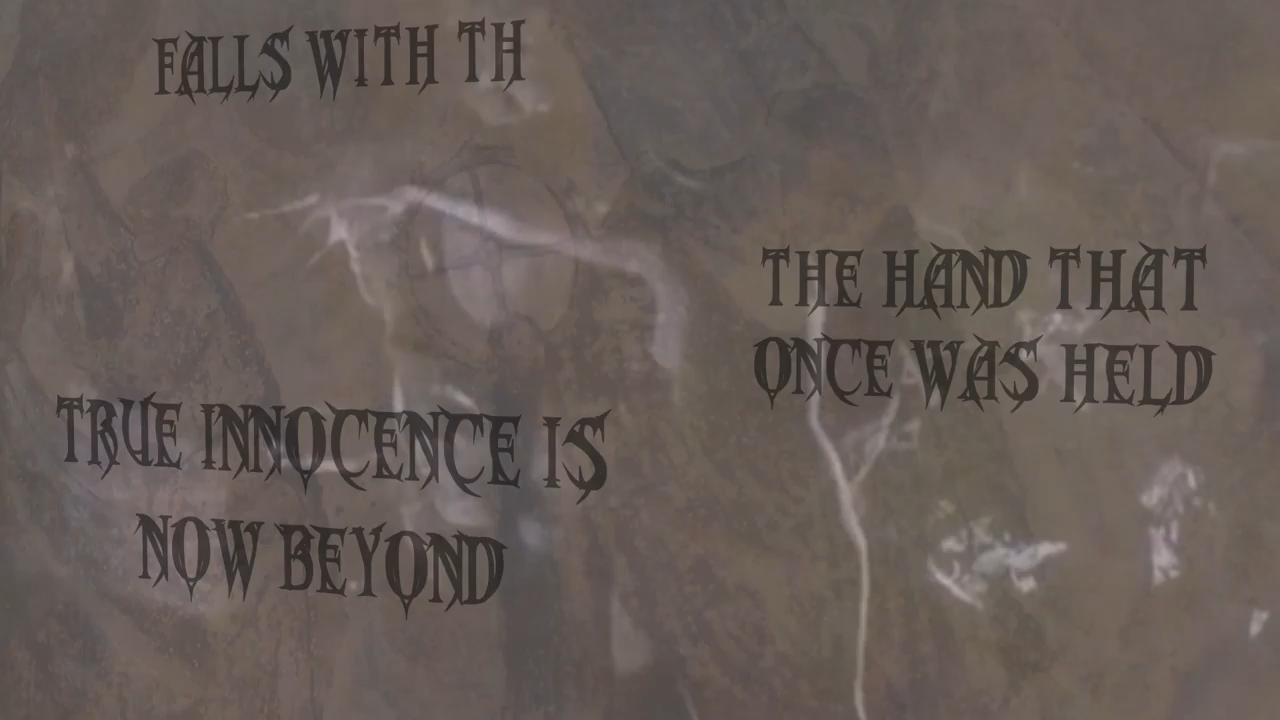 FALLS WITH TH
THE HAND THAT
ONCE WAS HELD
TRUE INNOCENCE IS
NOW BEYOND